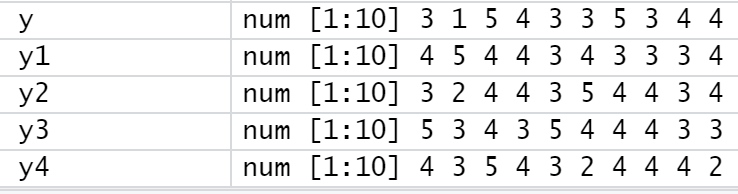 y num [1:10] 3 1 5 4 3 3 5 3 4 4
y1 num [1:10] 4 5 4 4 3 4 3 3 3 4
y2 num [1:10] 3 2 4 4 3 5 4 4 3 4
y3 num [1:10] 5 3 4 3 5 4 4 4 3 3
y4 num [1:10] 4 3 5 4 3 2 4 4 4 2